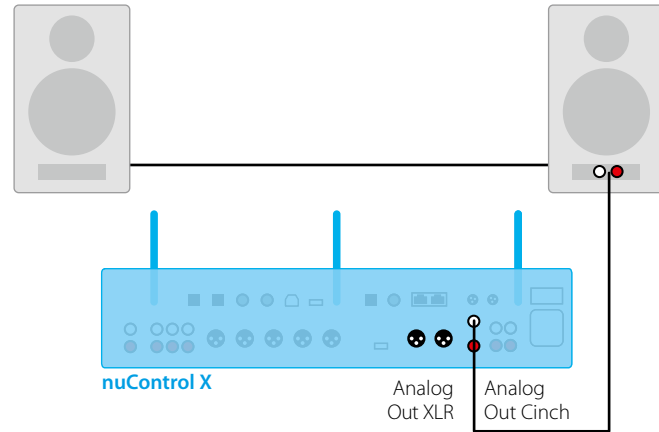 nuControl X
Analog
Out XLR
Analog
Out Cinch